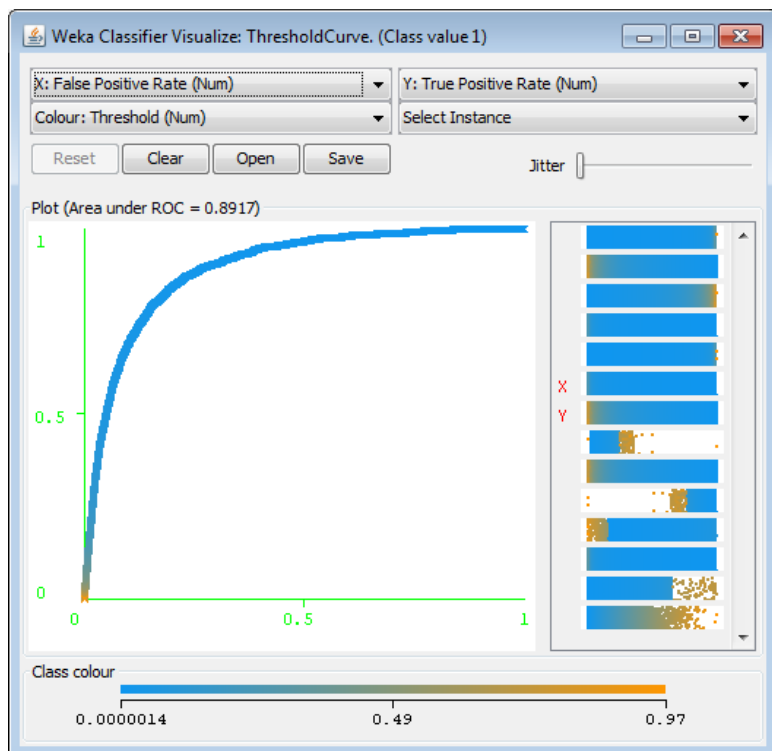 Weka Classifier Visualize: ThresholdCurve. (Class value 1)
X: False Positive Rate (Num)
Y: True Positive Rate (Num)
Colour: Threshold (Num)
Select Instance
Reset
Clear
Open
Save
Jitter
Plot (Area under ROC = 0.8917)
1
0.5
0
0
0.5
1
X
Y
Class colour
0.0000014
0.49
0.97